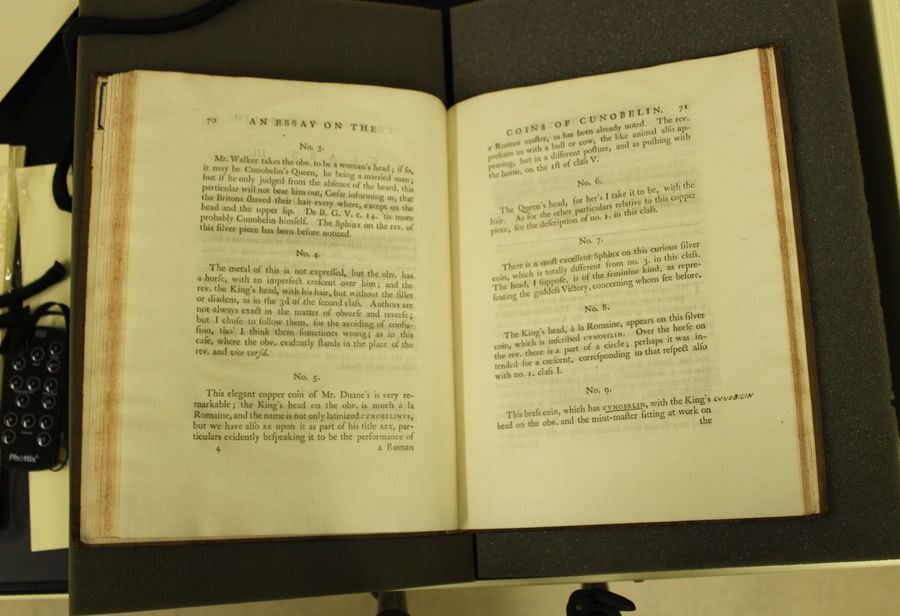 70 AN ESSAY ON THE
No. 3.
Mr. Walker takes the obv. to be a woman's head; if ſo,
it may be Cunobelin's Queen, he being a married man;
but if he only judged from the abſence of the beard, this
particular will not bear him out, Cæſar informing us, that
the Britons ſhaved their hair every where, except on the
head and the upper lip. De B. G. V. c. 14. 'tis more
probably Cunobelin himſelf. The Sphinx on the rev. of
this ſilver piece has been before noticed.
No. 4.
The metal of this is not expreſſed, but the obv. has
a horſe, with an imperfect creſcent over him; and the
rev. the King's head, with his hair, but without the fillet
or diadem, as in the 3d of the ſecond claſs. Authors are
not always exact in the matter of obverſe and reverſe;
but I chuſe to follow them, for the avoiding of confu-
ſion, tho' I think them ſometimes wrong; as in this
caſe, where the obv. evidently ſtands in the place of the
rev. and vice verſâ.
No. 5.
This elegant copper coin of Mr. Duane's is very re-
markable; the King's head on the obv. is much à la
Romaine, and the name is not only latinized CVNOBELINVS,
but we have alſo RE upon it as part of his title REX, par-
ticulars evidently beſpeaking it to be the performance of
4 a Roman
COINS OF CUNOBELIN. 71
a Roman maſter, as has been already noted. The rev.
preſents us with a bull or cow, the like animal alſo ap-
pearing, but in a different poſture, and as puſhing with
the horns, on the 1ſt of claſs V.
No. 6.
The Queen's head, for her's I take it to be, with the
hair. As for the other particulars relative to this copper
piece, ſee the deſcription of no. 1. in this claſs.
No. 7.
There is a moſt excellent Sphinx on this curious ſilver
coin, which is totally different from no. 3. in this claſs.
The head, I ſuppoſe, is of the feminine kind, as repre-
ſenting the goddeſs Victory, concerning whom ſee before.
No. 8.
The King's head, à la Romaine, appears on this ſilver
coin, which is inſcribed CVNOBILIN. Over the horſe on
the rev. there is a part of a circle; perhaps it was in-
tended for a creſcent, correſponding in that reſpect alſo
with no. 1. claſs I.
No. 9.
This braſs coin, which has CVNOBELIN, with the King's CVNOBILIN
head on the obv. and the mint-maſter ſitting at work on
the
Phottix